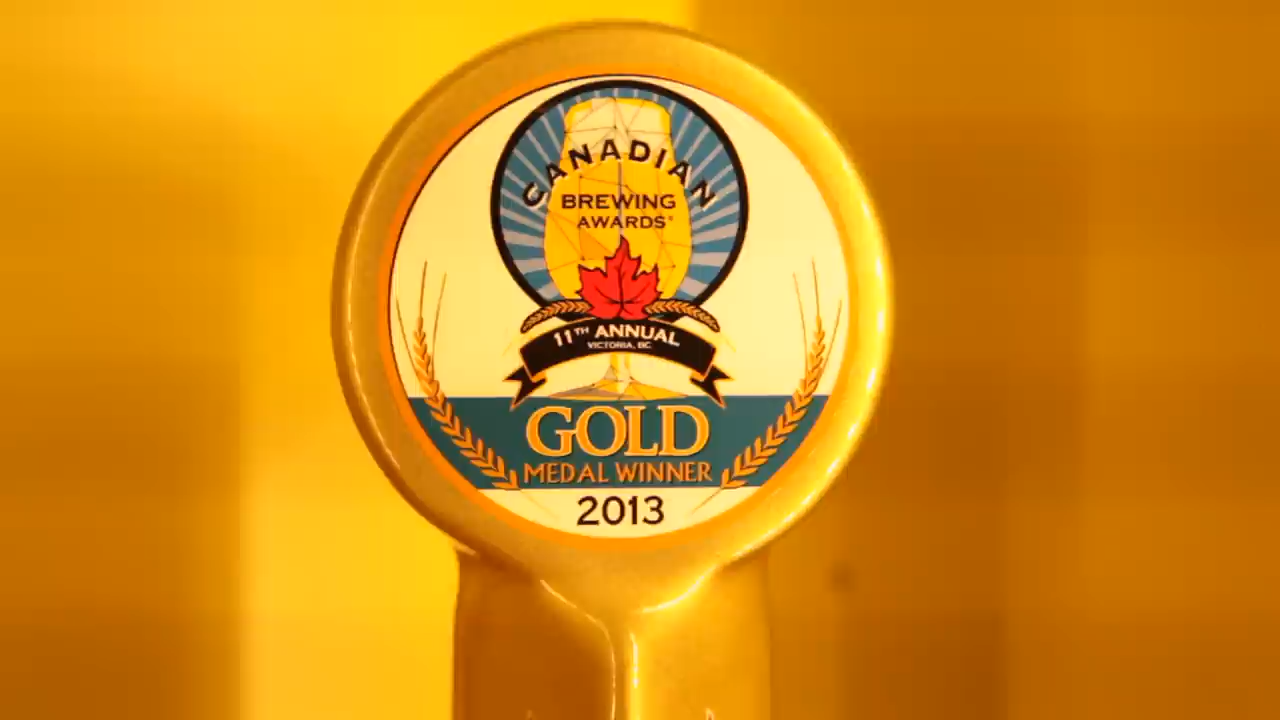 CANADIAN
BREWING
AWARDS®
11TH ANNUAL
VICTORIA, BC
GOLD
MEDAL WINNER
2013